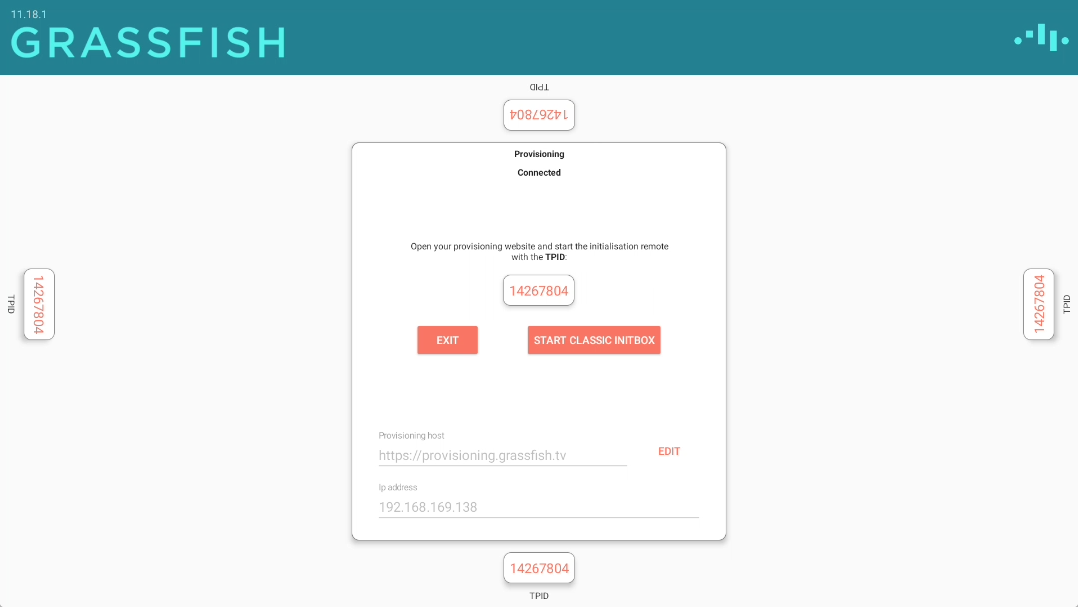 11.18.1
GRASSFISH
TPID
14267804
Provisioning
Connected
Open your provisioning website and start the initialisation remote
with the TPID:
14267804
EXIT
START CLASSIC INITBOX
TPID
14267804
14267804
TPID
Provisioning host
https://provisioning.grassfish.tv
EDIT
Ip address
192.168.169.138
14267804
TPID